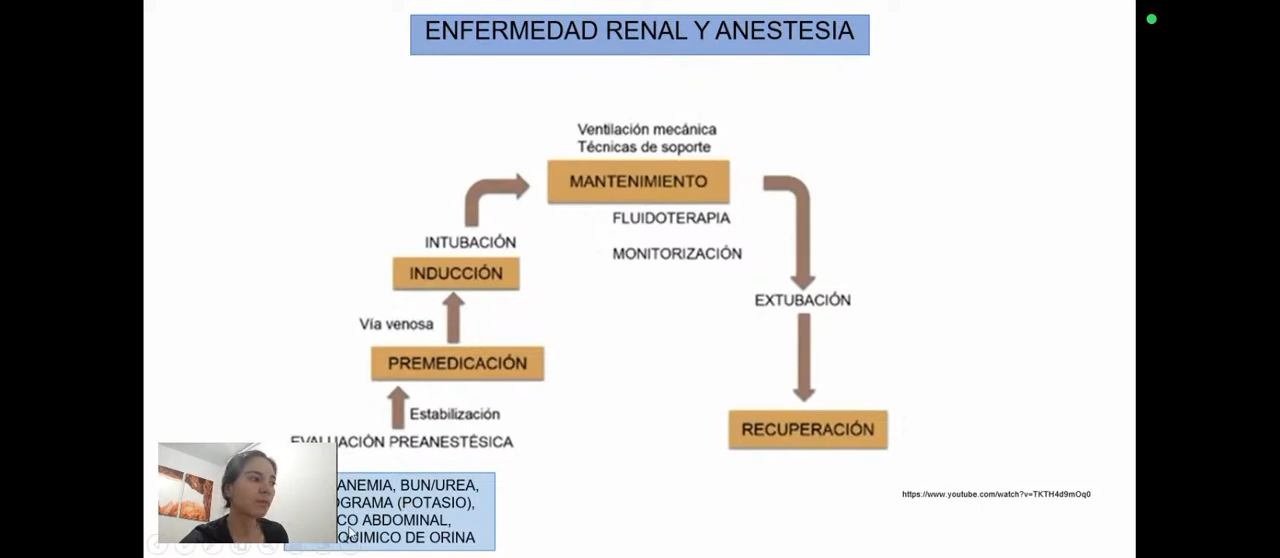 ENFERMEDAD RENAL Y ANESTESIA
Ventilación mecánica
Técnicas de soporte
MANTENIMIENTO
FLUIDOTERAPIA
MONITORIZACIÓN
INTUBACIÓN
INDUCCIÓN
Vía venosa
PREMEDICACIÓN
Estabilización
EVALUACIÓN PREANESTÉSICA
ANEMIA, BUN/UREA,
(POTASIO),
ABDOMINAL,
DE ORINA
EXTUBACIÓN
RECUPERACIÓN
https://www.youtube.com/watch?v=TKTH4d9mOq0